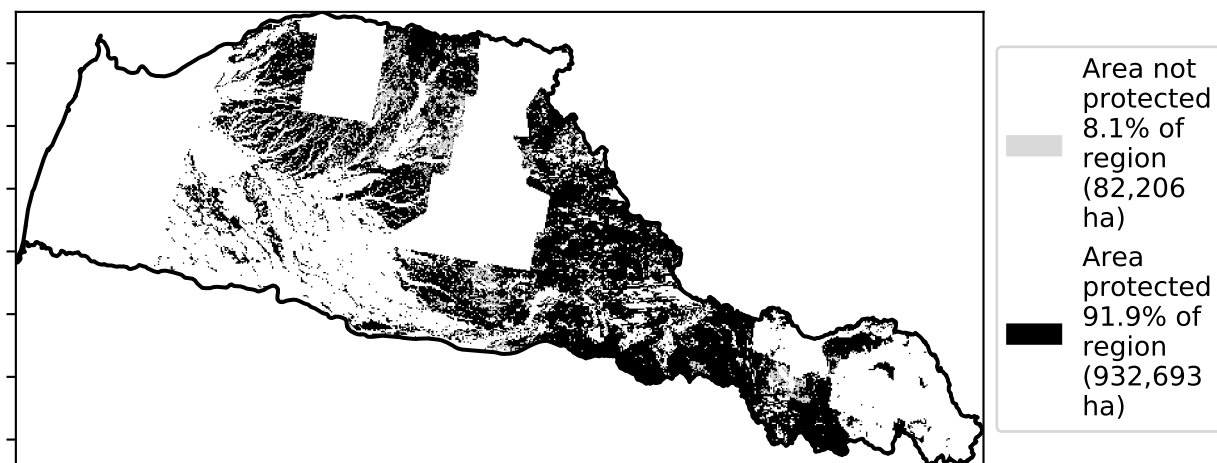 Area not
protected
8.1% of
region
(82,206
ha)
Area
protected
91.9% of
region
(932,693
ha)